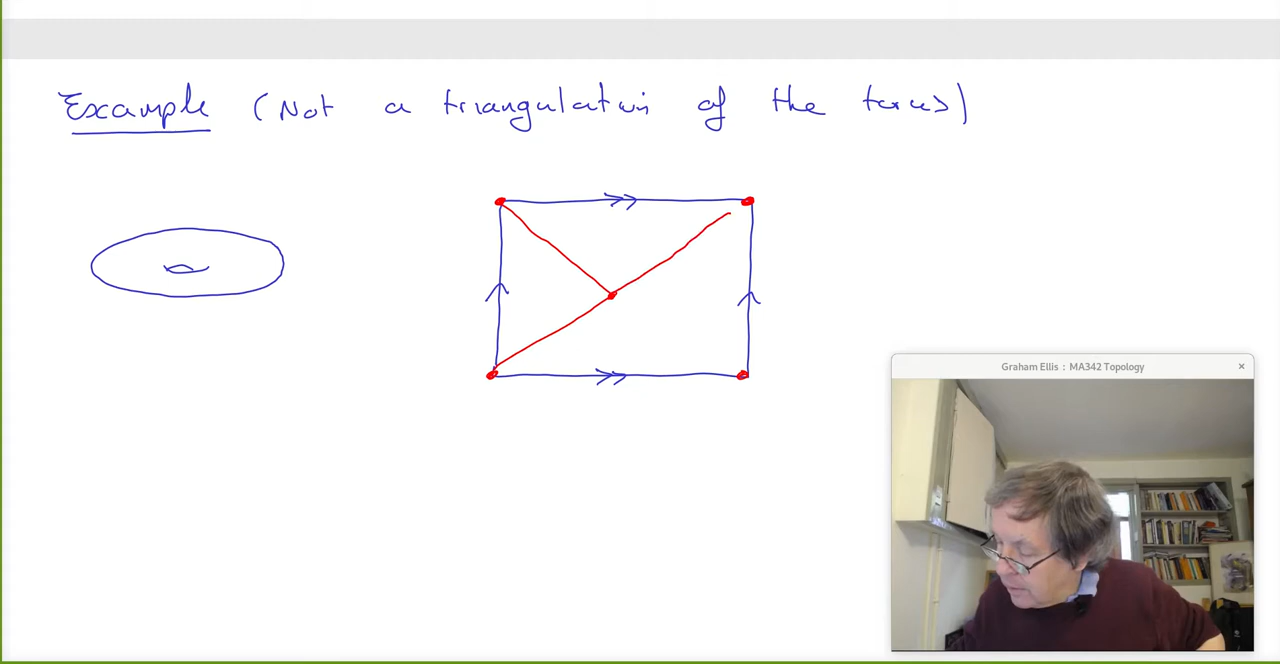 Example (Not a triangulation of the torus)
Graham Ellis : MA342 Topology